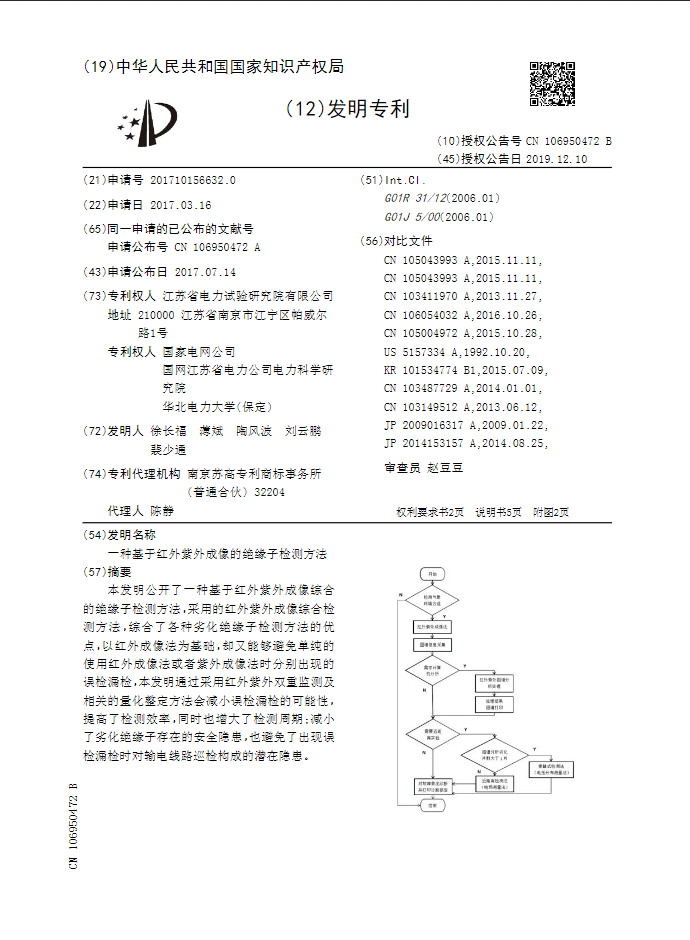 (19)中华人民共和国国家知识产权局
(12)发明专利
(10)授权公告号 CN 106950472 B
(45)授权公告日 2019.12.10
(21)申请号 201710156632.0
(22)申请日 2017.03.16
(65)同一申请的已公布的文献号
申请公布号 CN 106950472 A
(43)申请公布日 2017.07.14
(73)专利权人 江苏省电力试验研究院有限公司
地址 210000 江苏省南京市江宁区帕威尔
路1号
专利权人 国家电网公司
国网江苏省电力公司电力科学研
究院
华北电力大学(保定)
(72)发明人 徐长福 薄斌 陶风波 刘云鹏
裴少通
(74)专利代理机构 南京苏高专利商标事务所
(普通合伙) 32204
代理人 陈静
(51)Int.Cl.
G01R 31/12(2006.01)
G01J 5/00(2006.01)
(56)对比文件
CN 105043993 A,2015.11.11,
CN 105043993 A,2015.11.11,
CN 103411970 A,2013.11.27,
CN 106054032 A,2016.10.26,
CN 105004972 A,2015.10.28,
US 5157334 A,1992.10.20,
KR 101534774 B1,2015.07.09,
CN 103487729 A,2014.01.01,
CN 103149512 A,2013.06.12,
JP 2009016317 A,2009.01.22,
JP 2014153157 A,2014.08.25,
审查员 赵豆豆
权利要求书2页 说明书5页 附图2页
(54)发明名称
一种基于红外紫外成像的绝缘子检测方法
(57)摘要
本发明公开了一种基于红外紫外成像综合
的绝缘子检测方法,采用的红外紫外成像综合检
测方法,综合了各种劣化绝缘子检测方法的优
点,以红外成像法为基础,却又能够避免单纯的
使用红外成像法或者紫外成像法时分别出现的
误检漏检,本发明通过采用红外紫外双重监测及
相关的量化整定方法会减小误检漏检的可能性,
提高了检测效率,同时也增大了检测周期;减小
了劣化绝缘子存在的安全隐患,也避免了出现误
检漏检时对输电线路巡检构成的潜在隐患。
开始
检测气象
环境合适
N
Y
图谱信息采集
Y
N
Y
N
Y
N
结束
CN 106950472 B